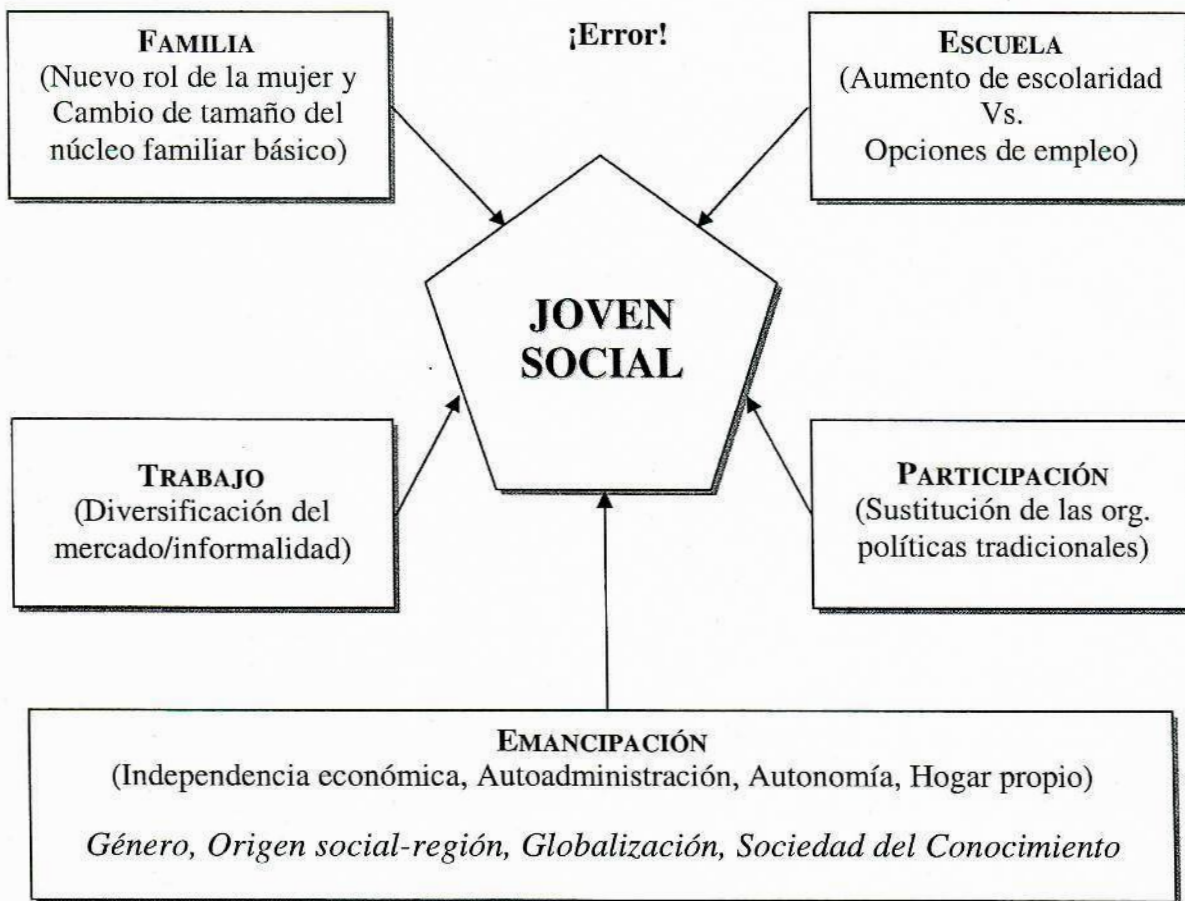 FAMILIA
(Nuevo rol de la mujer y
Cambio de tamaño del
núcleo familiar básico)
¡Error!
ESCUELA
(Aumento de escolaridad
Vs.
Opciones de empleo)
JOVEN
SOCIAL
TRABAJO
(Diversificación del
mercado/informalidad)
PARTICIPACIÓN
(Sustitución de las org.
políticas tradicionales)
EMANCIPACIÓN
(Independencia económica, Autoadministración, Autonomía, Hogar propio)
Género, Origen social-región, Globalización, Sociedad del Conocimiento